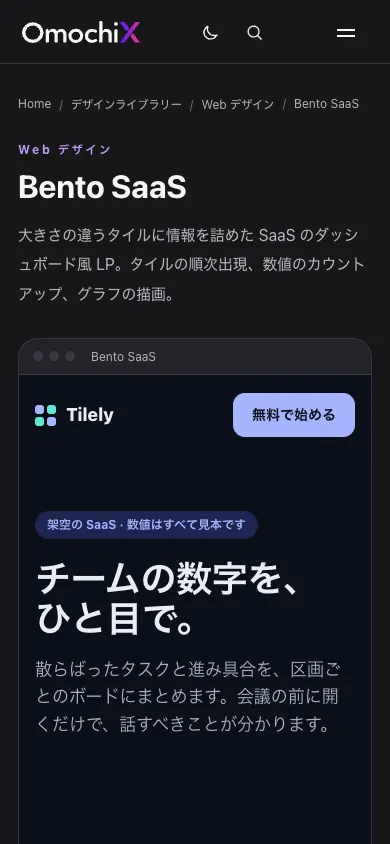 OmochiX
Home / デザインライブラリー / Web デザイン / Bento SaaS
Web デザイン
Bento SaaS
大きさの違うタイルに情報を詰めた SaaS のダッシ
ュボード風 LP。タイルの順次出現、数値のカウント
アップ、グラフの描画。
Bento SaaS
Tilely
無料で始める
架空の SaaS · 数値はすべて見本です
チームの数字を、
ひと目で。
散らばったタスクと進み具合を、区画ご
とのボードにまとめます。会議の前に開
くだけで、話すべきことが分かります。